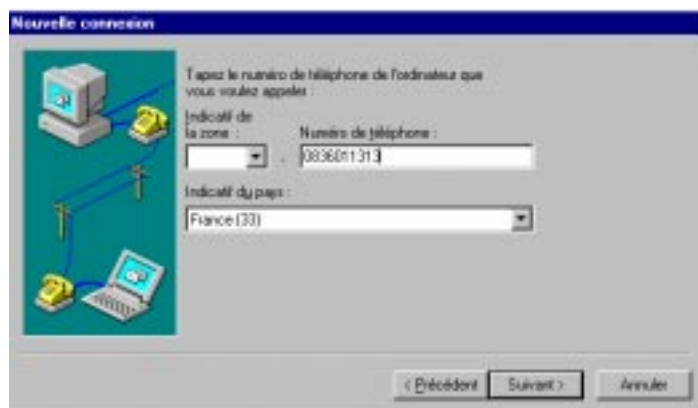 Nouvelle connexion
Tapez le numéro de téléphone de l'ordinateur que
vous voulez appeler :
Indicatif de
la zone :
Numéro de téléphone :
0836011313
Indicatif du pays :
France (33)
< Précédent
Suivant >
Annuler